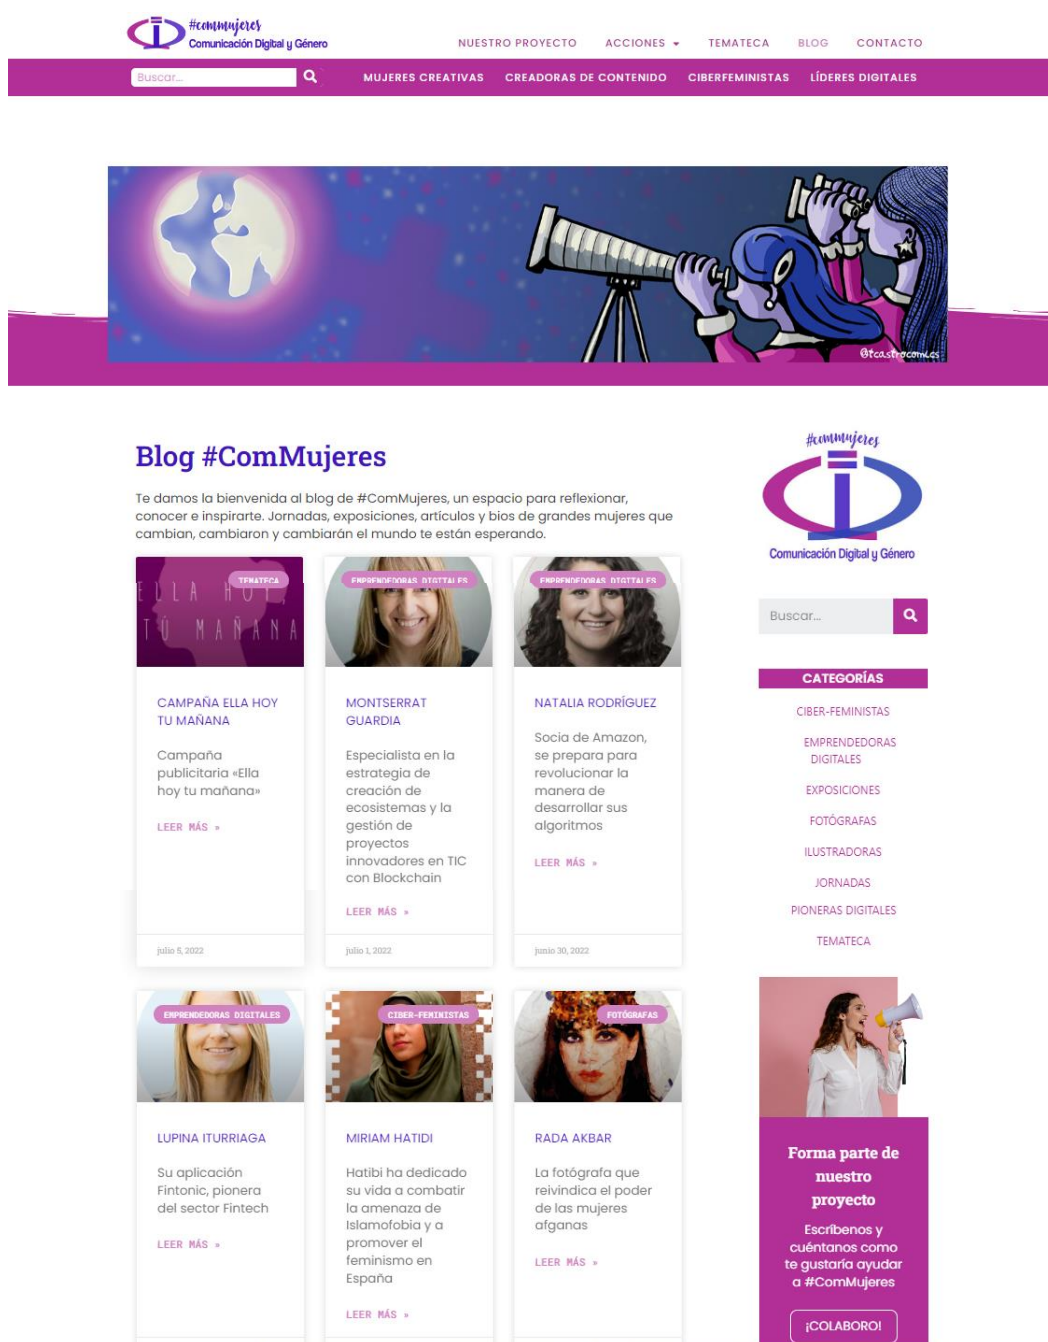 #commujeres
Comunicación Digital y Género
NUESTRO PROYECTO ACCIONES TEMATECA BLOG CONTACTO
Buscar...
MUJERES CREATIVAS CREADORAS DE CONTENIDO CIBERFEMINISTAS LÍDERES DIGITALES
@tcastrocomics
Blog #ComMujeres
Te damos la bienvenida al blog de #ComMujeres, un espacio para reflexionar,
conocer e inspirarte. Jornadas, exposiciones, artículos y bios de grandes mujeres que
cambian, cambiaron y cambiarán el mundo te están esperando.
TEMATECA
ELLA HOY,
TÚ MAÑANA
CAMPAÑA ELLA HOY
TU MAÑANA
Campaña
publicitaria «Ella
hoy tu mañana»
LEER MÁS »
julio 5, 2022
EMPRENDEDORAS DIGITALES
MONTSERRAT
GUARDIA
Especialista en la
estrategia de
creación de
ecosistemas y la
gestión de
proyectos
innovadores en TIC
con Blockchain
LEER MÁS »
julio 1, 2022
EMPRENDEDORAS DIGITALES
NATALIA RODRÍGUEZ
Socia de Amazon,
se prepara para
revolucionar la
manera de
desarrollar sus
algoritmos
LEER MÁS »
junio 30, 2022
EMPRENDEDORAS DIGITALES
LUPINA ITURRIAGA
Su aplicación
Fintonic, pionera
del sector Fintech
LEER MÁS »
CIBER-FEMINISTAS
MIRIAM HATIDI
Hatibi ha dedicado
su vida a combatir
la amenaza de
Islamofobia y a
promover el
feminismo en
España
LEER MÁS »
FOTÓGRAFAS
RADA AKBAR
La fotógrafa que
reivindica el poder
de las mujeres
afganas
LEER MÁS »
#commujeres
Comunicación Digital y Género
Buscar...
CATEGORÍAS
CIBER-FEMINISTAS
EMPRENDEDORAS
DIGITALES
EXPOSICIONES
FOTÓGRAFAS
ILUSTRADORAS
JORNADAS
PIONERAS DIGITALES
TEMATECA
Forma parte de
nuestro
proyecto
Escríbenos y
cuéntanos como
te gustaría ayudar
a #ComMujeres
¡COLABORO!